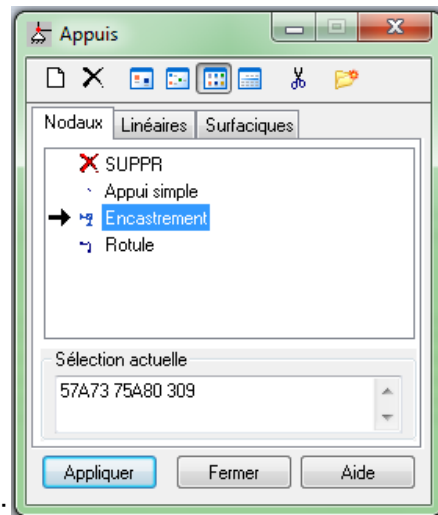 Appuis
Nodaux Linéaires Surfaciques
SUPPR
Appui simple
Encastrement
Rotule
Sélection actuelle
57A73 75A80 309
Appliquer Fermer Aide
.